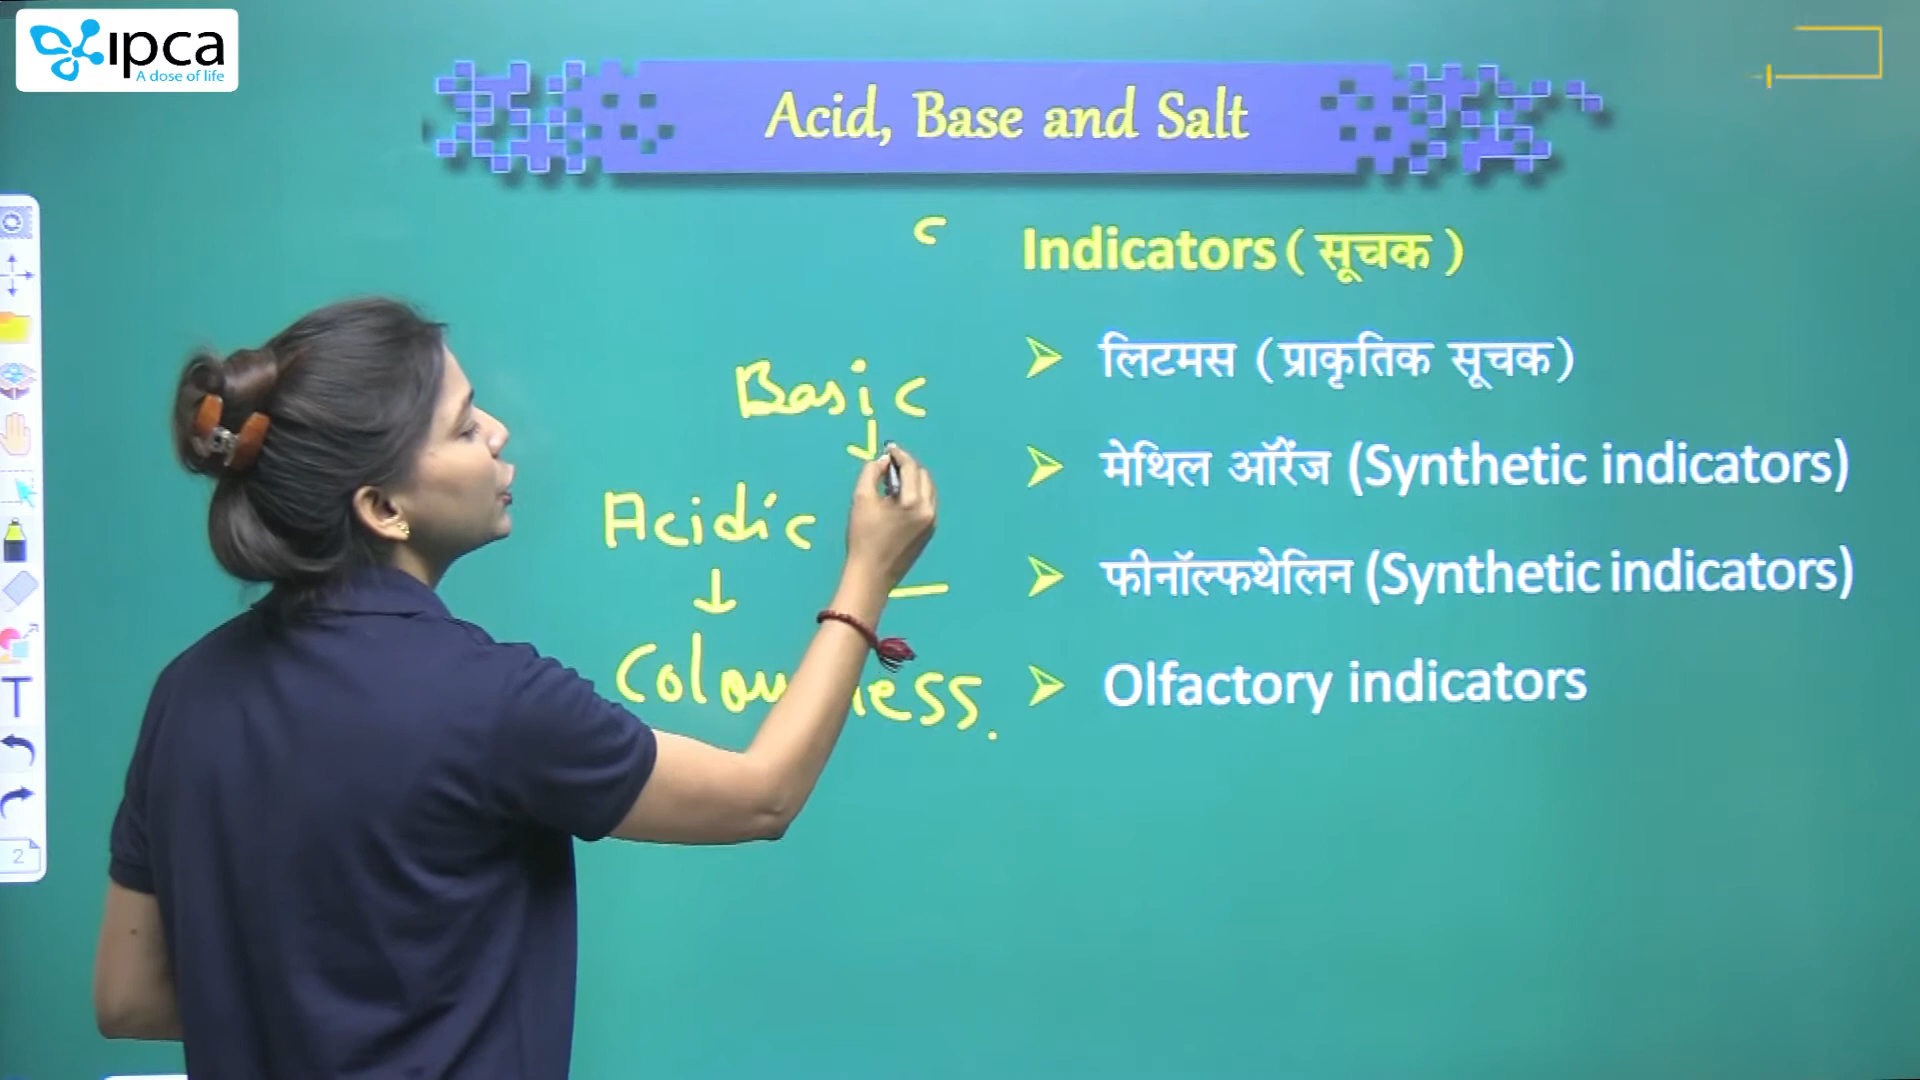 ipca
A dose of life
Acid, Base and Salt
Indicators ( सूचक )
लिटमस (प्राकृतिक सूचक)
Basic
मेथिल ऑरेंज (Synthetic indicators)
Acidic
फीनॉल्फथेलिन (Synthetic indicators)
Olfactory indicators
T
2